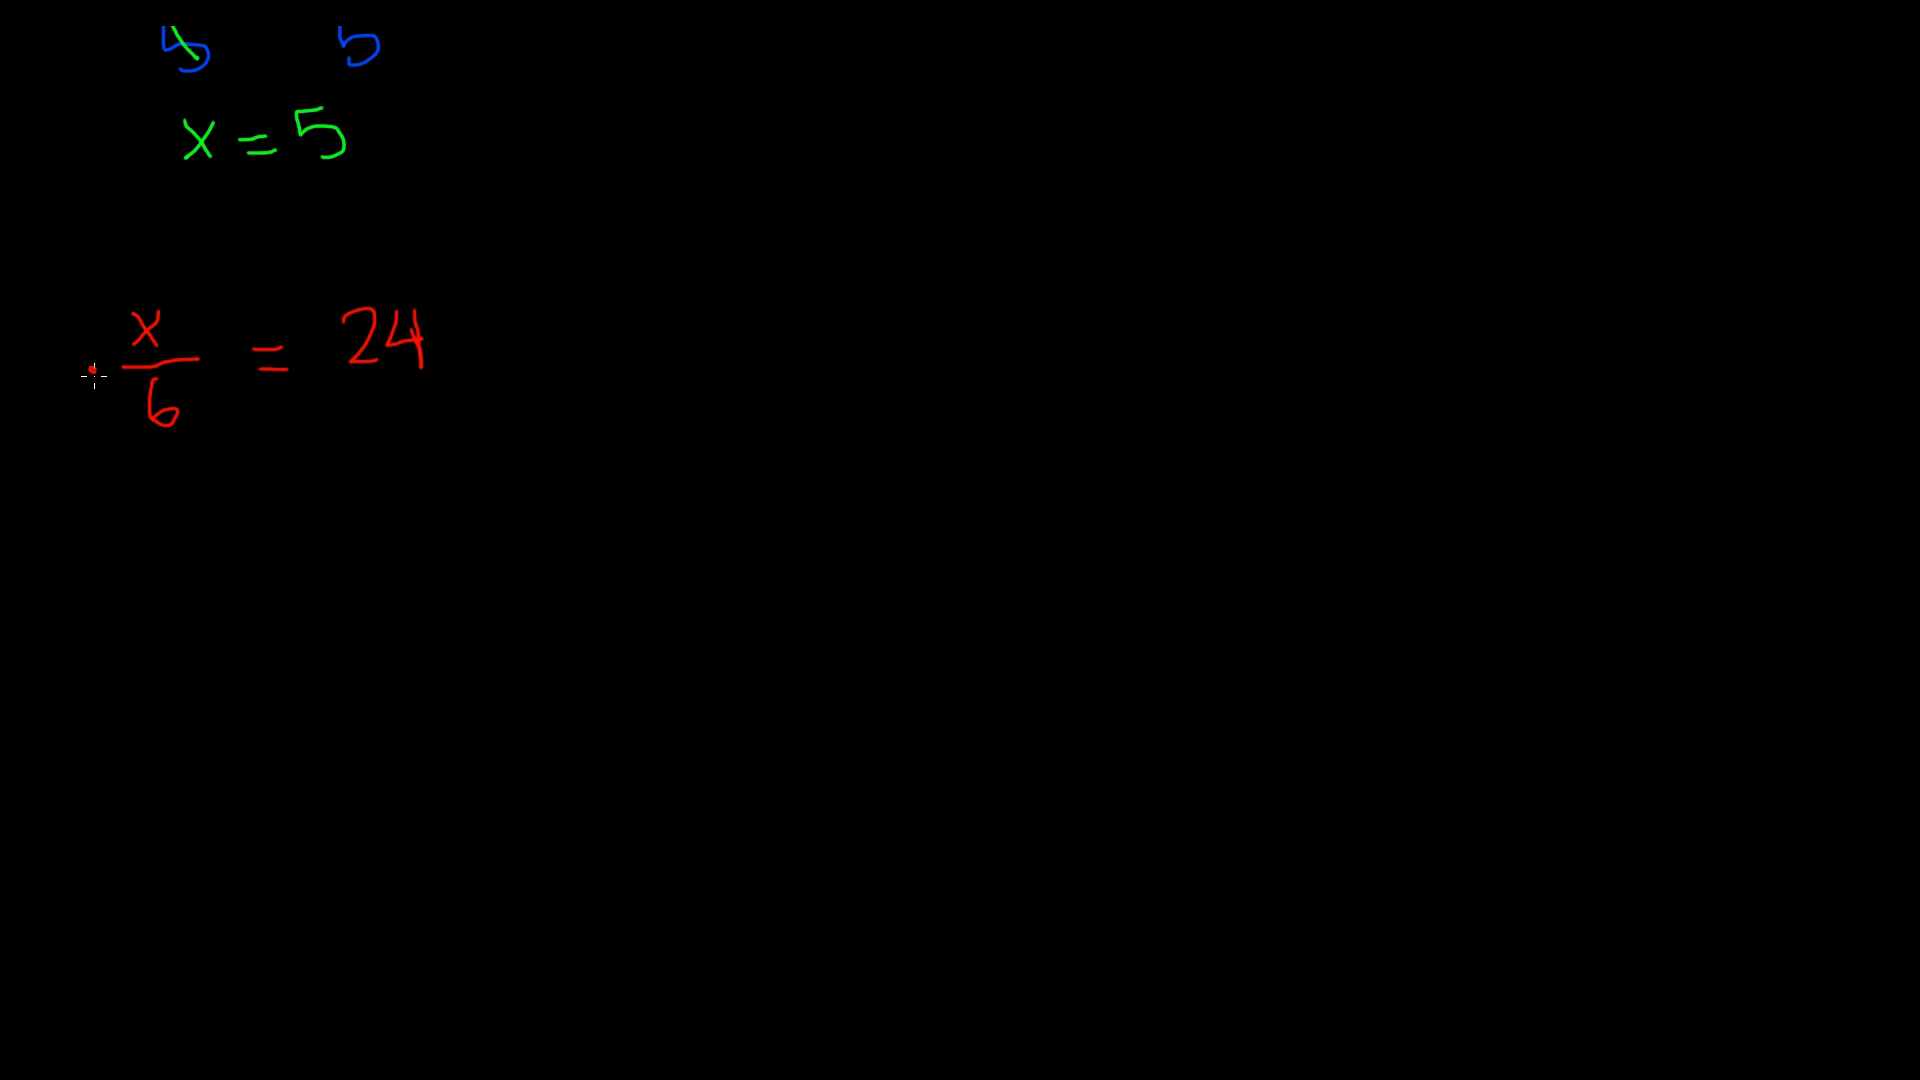 5 5
x = 5
x/6 = 24